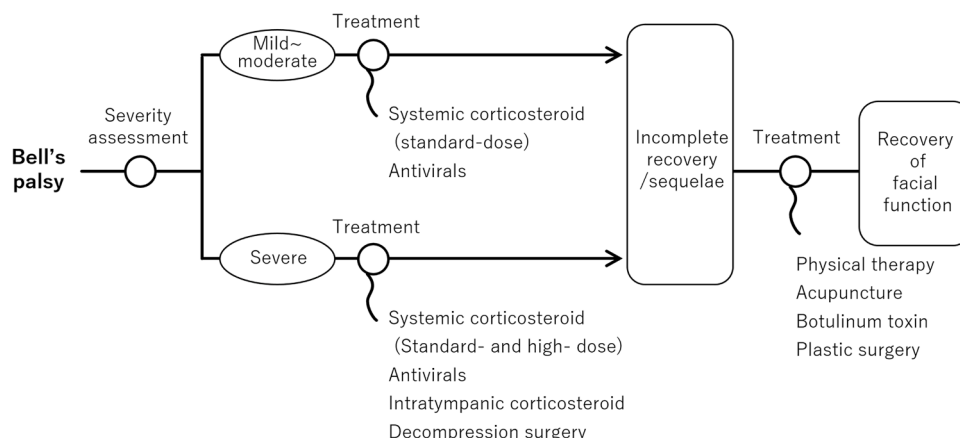 Bell's
palsy
Severity
assessment
Mild~
moderate
Treatment
Systemic corticosteroid
(standard-dose)
Antivirals
Severe
Treatment
Systemic corticosteroid
(Standard- and high- dose)
Antivirals
Intratympanic corticosteroid
Decompression surgery
Incomplete
recovery
/sequelae
Treatment
Physical therapy
Acupuncture
Botulinum toxin
Plastic surgery
Recovery
of
facial
function